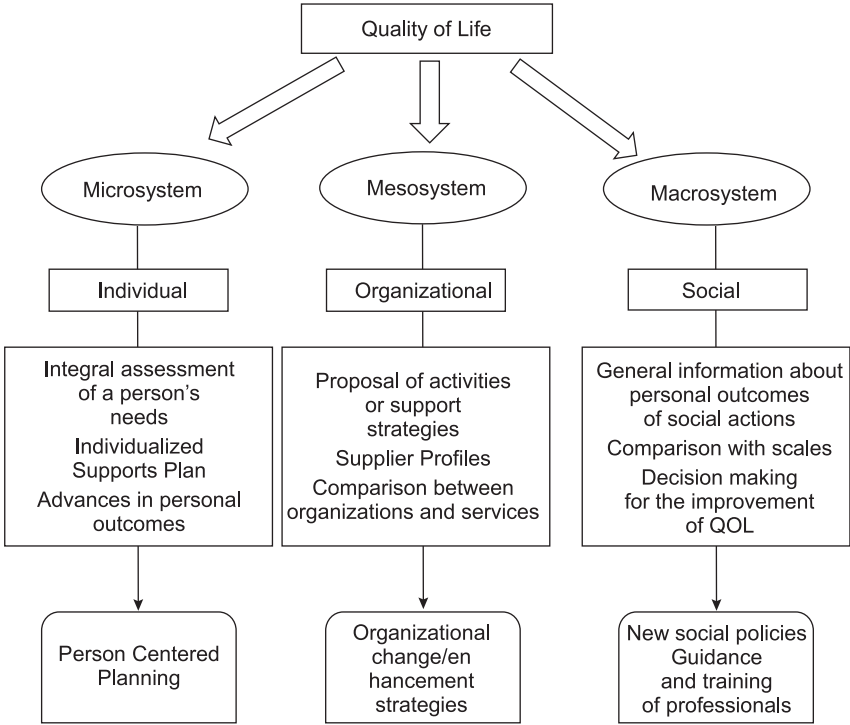 Quality of Life
Microsystem
Mesosystem
Macrosystem
Individual
Organizational
Social
Integral assessment
of a person's
needs
Individualized
Supports Plan
Advances in personal
outcomes
Proposal of activities
or support
strategies
Supplier Profiles
Comparison between
organizations and services
General information about
personal outcomes
of social actions
Comparison with scales
Decision making
for the improvement
of QOL
Person Centered
Planning
Organizational
change/en
hancement
strategies
New social policies
Guidance
and training
of professionals